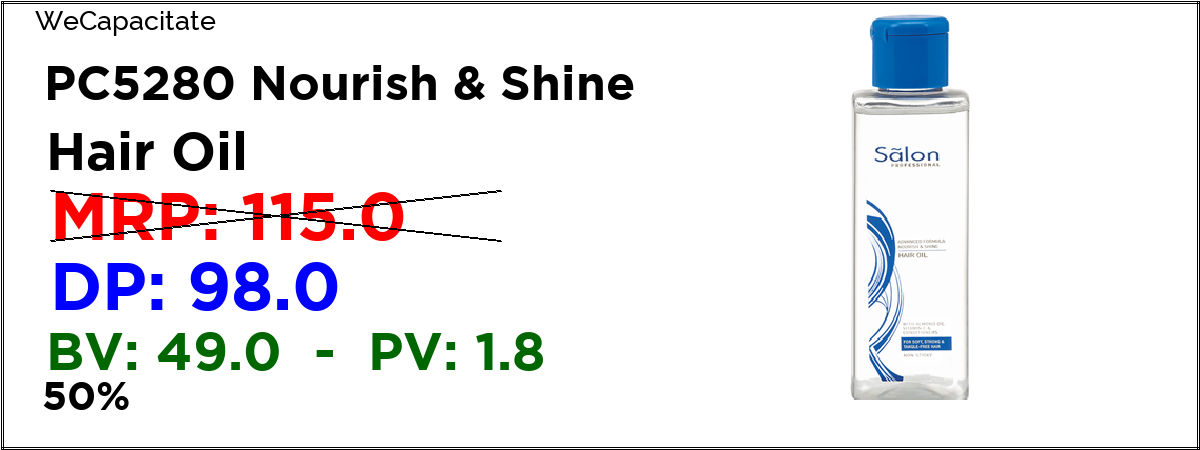 WeCapacitate
PC5280 Nourish & Shine
Hair Oil
MRP: 115.0
DP: 98.0
BV: 49.0 - PV: 1.8
50%
Sãlon
PROFESSIONAL
ADVANCED FORMULA
NOURISH & SHINE
HAIR OIL
WITH ALMOND OIL
VITAMIN E &
CONDITIONERS
FOR SOFT, STRONG &
TANGLE-FREE HAIR
NON-STICKY